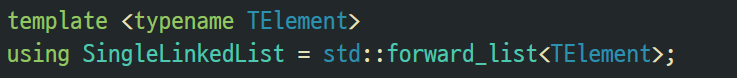 template <typename TElement>
using SingleLinkedList = std::forward_list<TElement>;